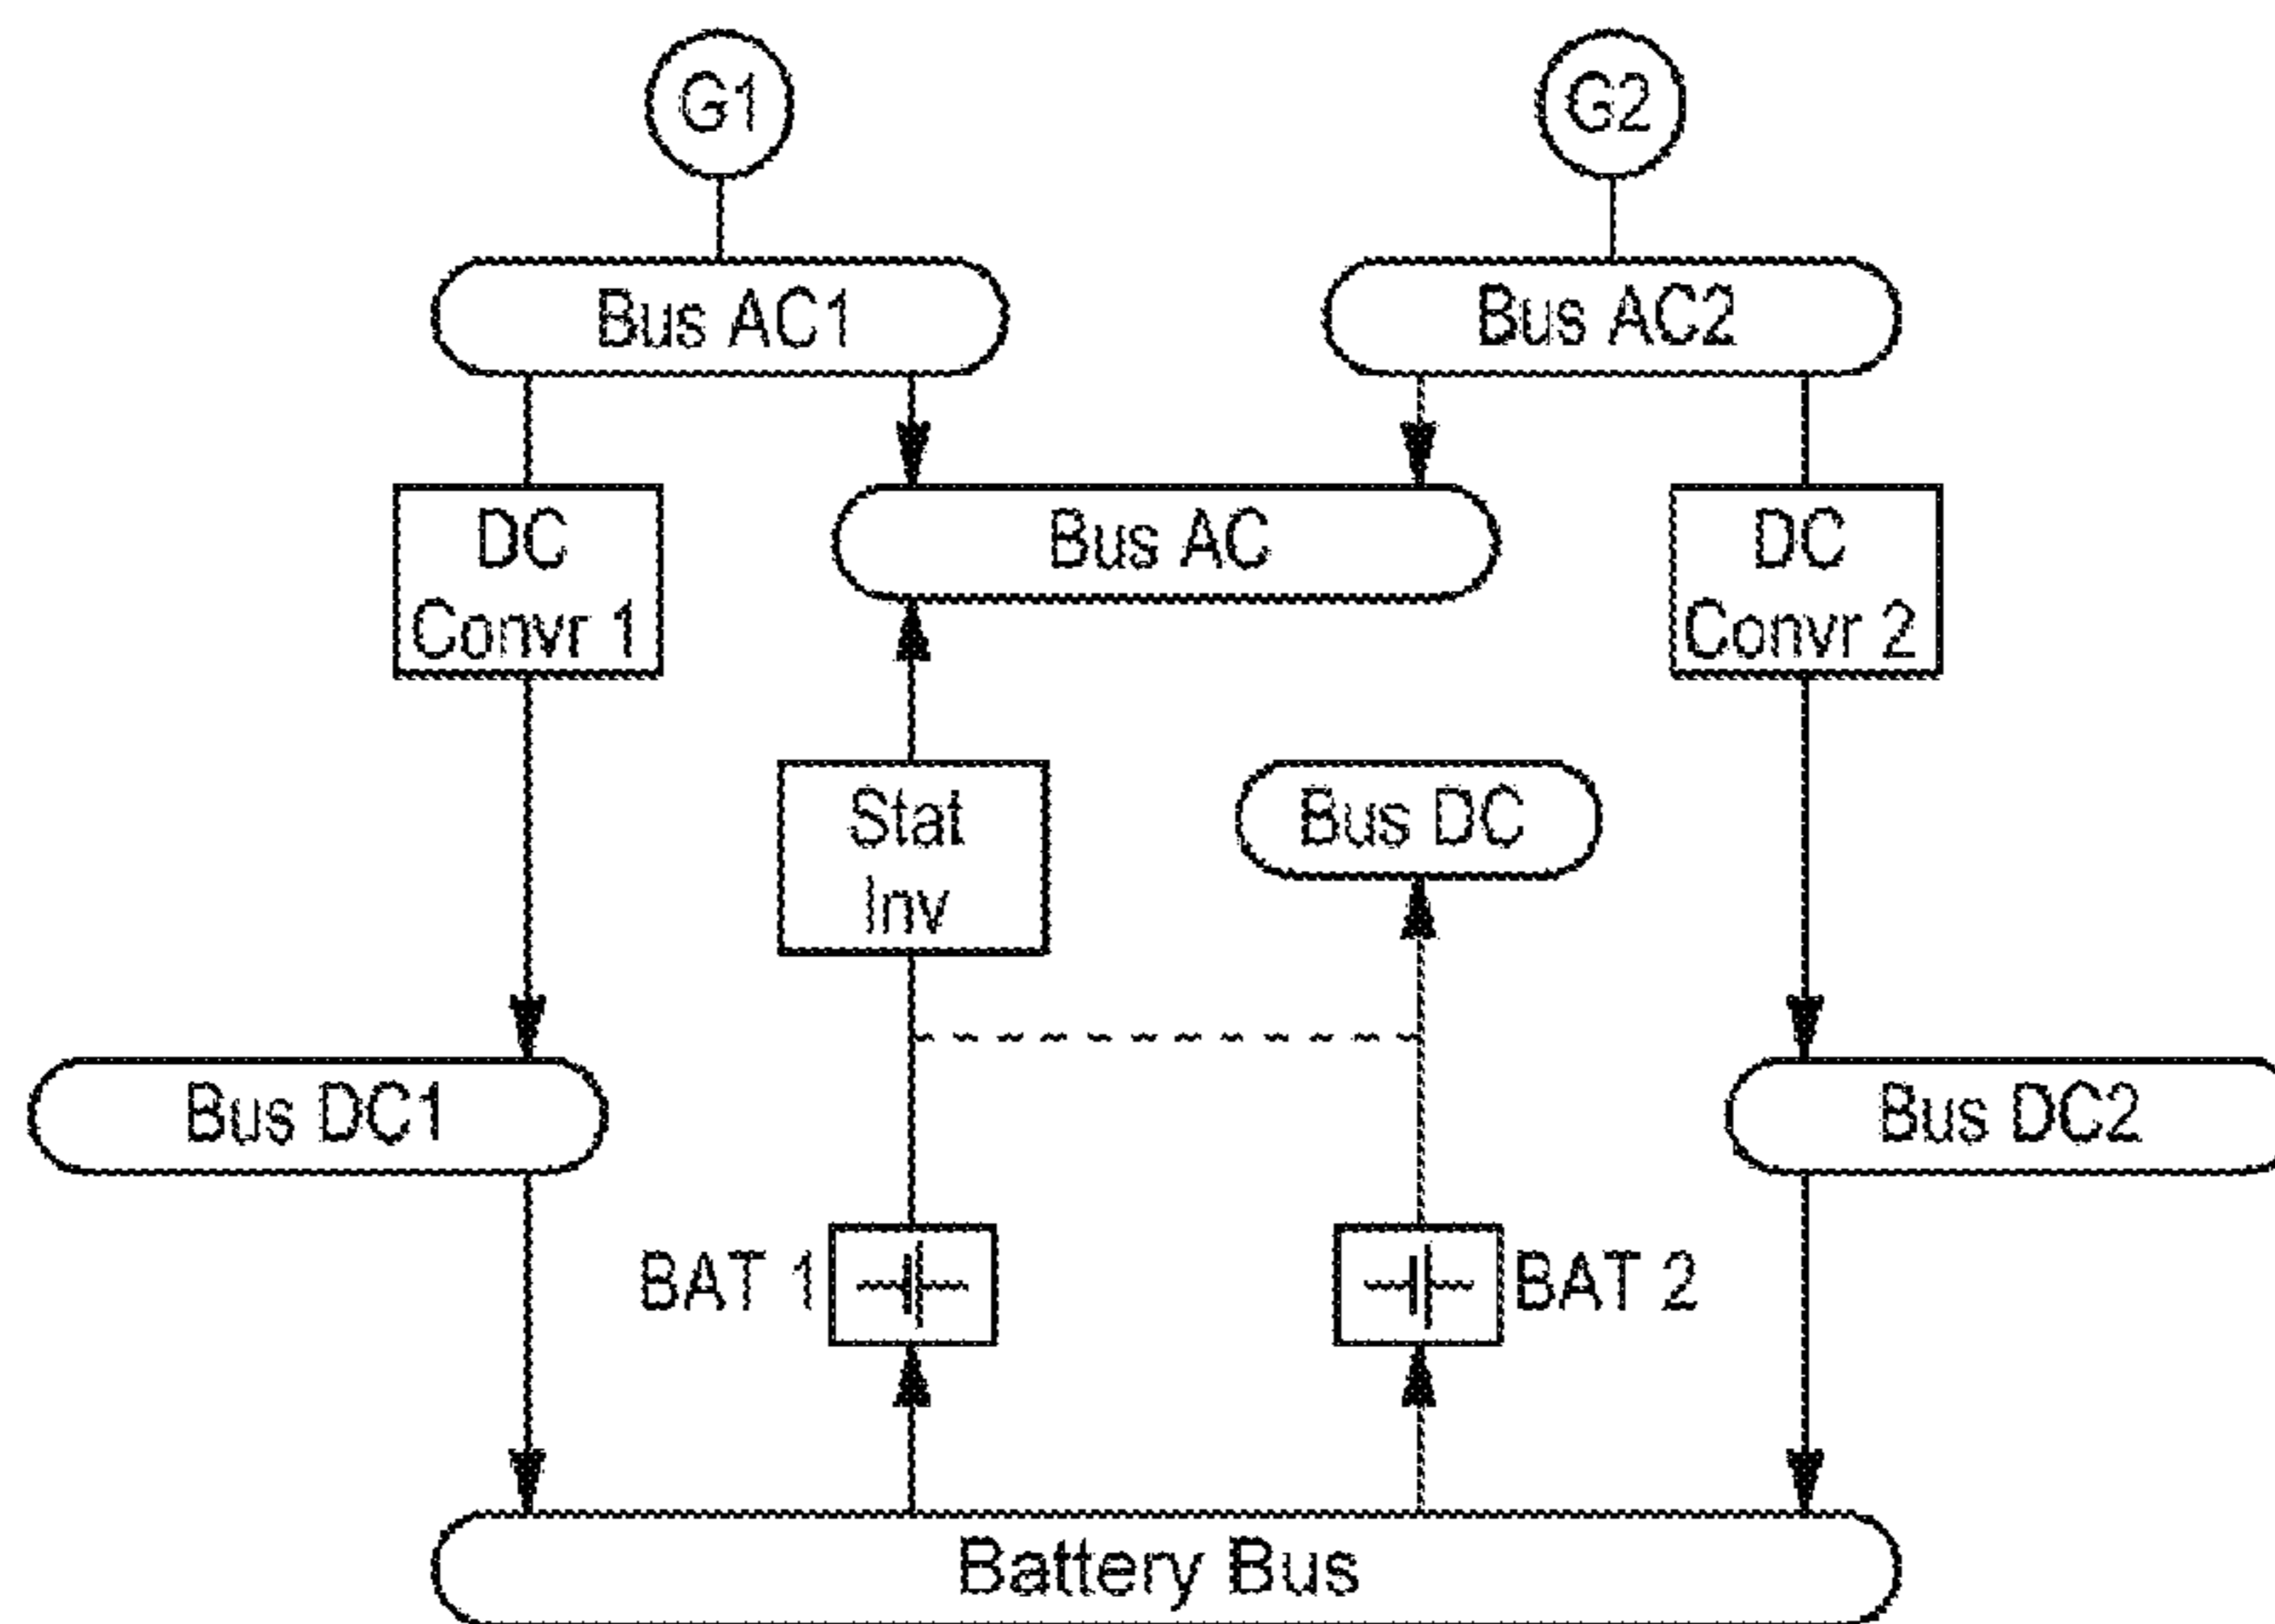 G1
G2
Bus AC1
Bus AC2
DC
Convr 1
Bus AC
DC
Convr 2
Stat
Inv
Bus DC
Bus DC1
Bus DC2
BAT 1
BAT 2
Battery Bus